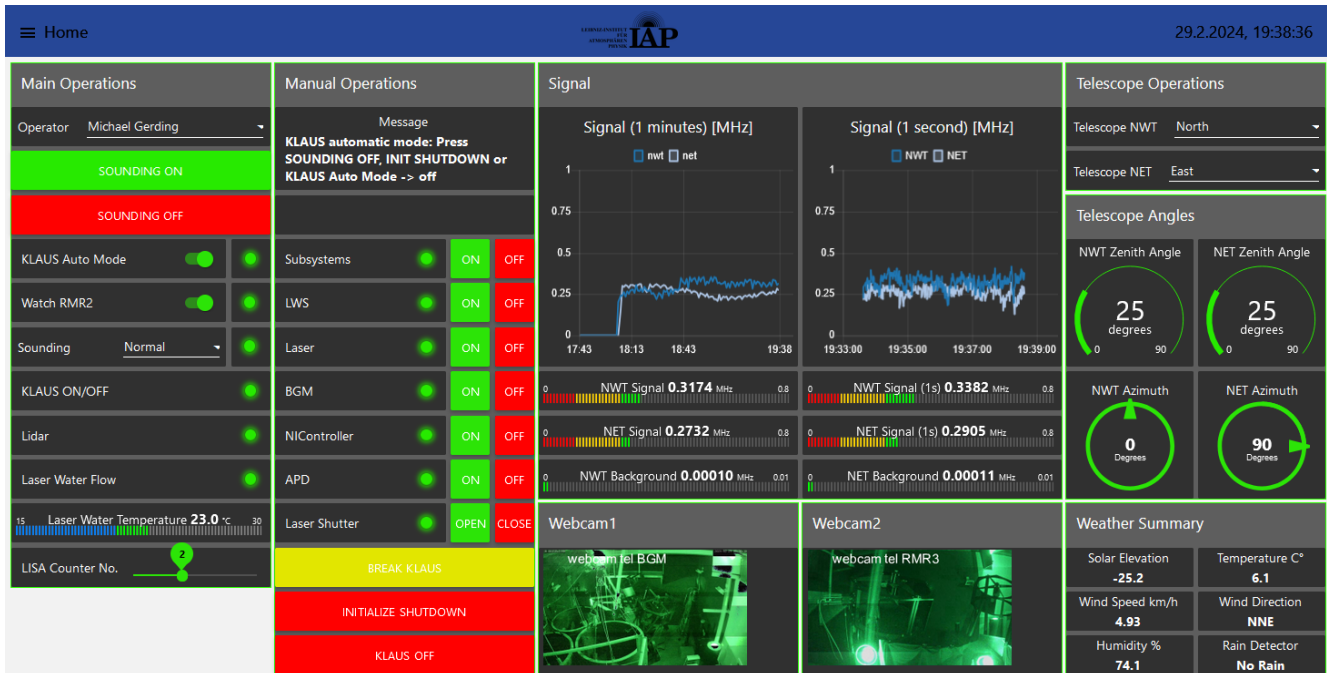 Home
LEIBNIZ-INSTITUT
FÜR
ATMOSPHÄREN
PHYSIK
IAP
29.2.2024, 19:38:36
Main Operations
Operator Michael Gerding
SOUNDING ON
SOUNDING OFF
KLAUS Auto Mode
Watch RMR2
Sounding Normal
KLAUS ON/OFF
Lidar
Laser Water Flow
15 Laser Water Temperature 23.0 °C 30
LISA Counter No. 2
Manual Operations
Message
KLAUS automatic mode: Press
SOUNDING OFF, INIT SHUTDOWN or
KLAUS Auto Mode -> off
Subsystems ON OFF
LWS ON OFF
Laser ON OFF
BGM ON OFF
NIController ON OFF
APD ON OFF
Laser Shutter OPEN CLOSE
BREAK KLAUS
INITIALIZE SHUTDOWN
KLAUS OFF
Signal
Signal (1 minutes) [MHz]
nwt net
1
0.75
0.5
0.25
0
17:43 18:13 18:43 19:38
Signal (1 second) [MHz]
NWT NET
1
0.75
0.5
0.25
0
19:33:00 19:35:00 19:37:00 19:39:00
0 NWT Signal 0.3174 MHz 0.8
0 NWT Signal (1s) 0.3382 MHz 0.8
0 NET Signal 0.2732 MHz 0.8
0 NET Signal (1s) 0.2905 MHz 0.8
0 NWT Background 0.00010 MHz 0.01
0 NET Background 0.00011 MHz 0.01
Webcam1
webcam tel BGM
Webcam2
webcam tel RMR3
Telescope Operations
Telescope NWT North
Telescope NET East
Telescope Angles
NWT Zenith Angle
25
degrees
0 90
NET Zenith Angle
25
degrees
0 90
NWT Azimuth
0
Degrees
NET Azimuth
90
Degrees
Weather Summary
Solar Elevation
-25.2
Temperature C°
6.1
Wind Speed km/h
4.93
Wind Direction
NNE
Humidity %
74.1
Rain Detector
No Rain